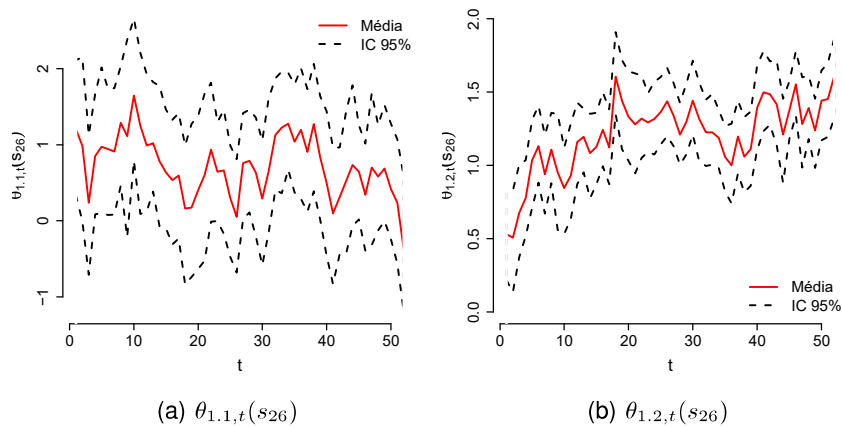 Média
IC 95%
θ1.1,t(s26)
2
1
0
−1
0 10 20 30 40 50
t
(a) θ1.1,t(s26)
Média
IC 95%
θ1.2,t(s26)
2.0
1.5
1.0
0.5
0.0
0 10 20 30 40 50
t
(b) θ1.2,t(s26)